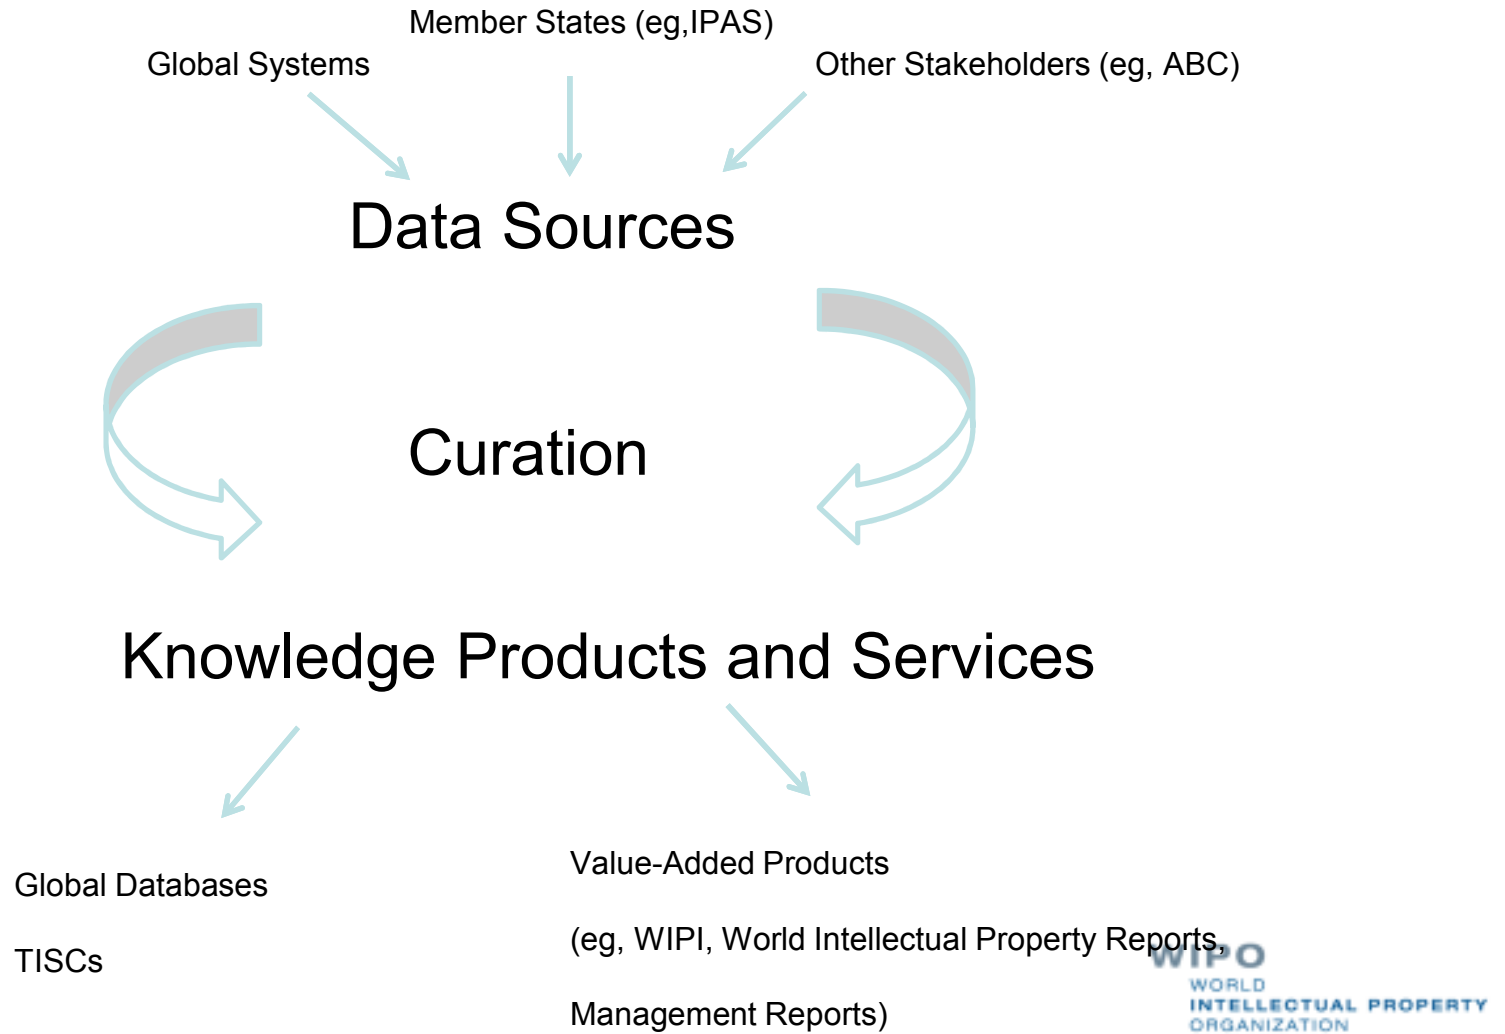 Member States (eg,IPAS)
Global Systems
Other Stakeholders (eg, ABC)
Data Sources
Curation
Knowledge Products and Services
Global Databases
TISCs
Value-Added Products
(eg, WIPI, World Intellectual Property Reports,
Management Reports)
WIPO
WORLD
INTELLECTUAL PROPERTY
ORGANIZATION